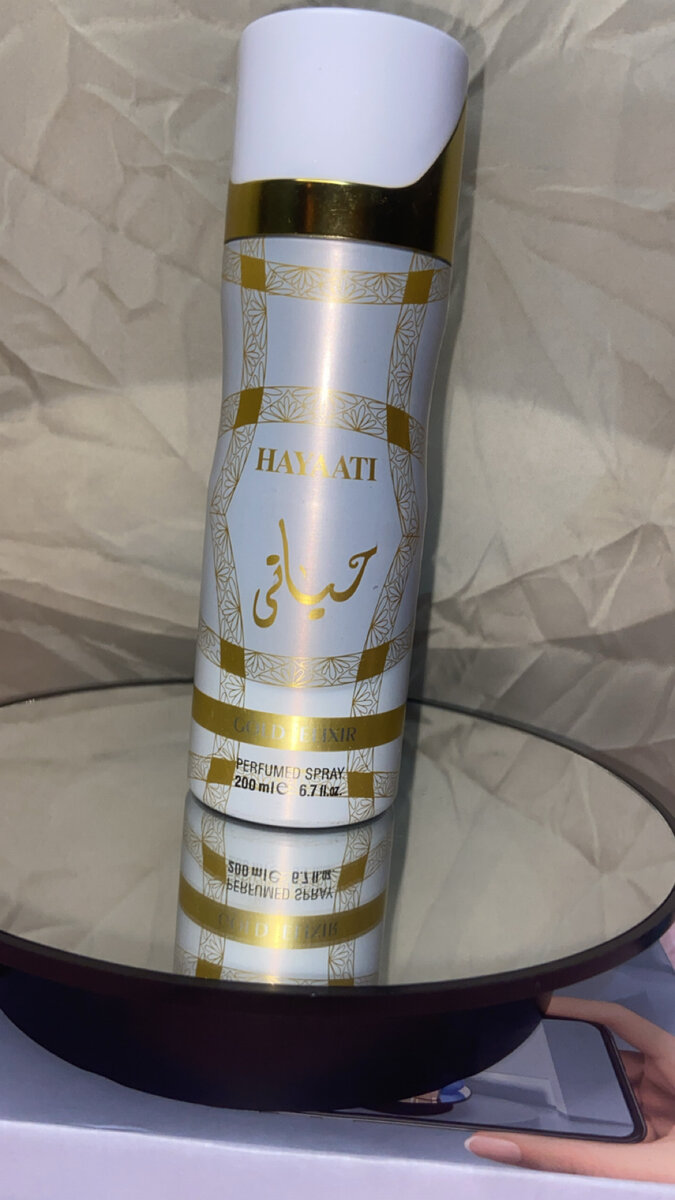 HAYAATI
حياتي
GOLD ELIXIR
PERFUMED SPRAY
200 ml℮ 6.7 fl.oz.